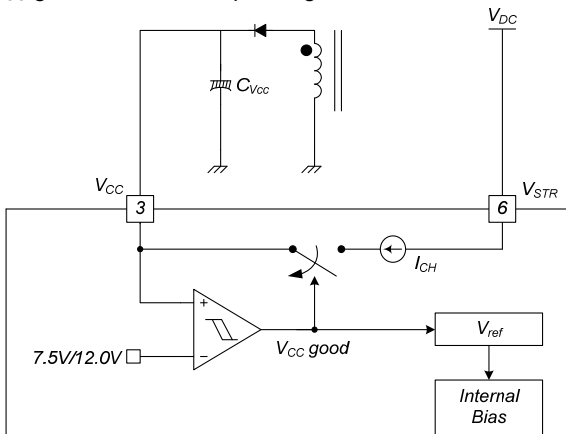 V_DC
C_Vcc
V_CC
3
6
V_STR
I_CH
7.5V/12.0V
+
−
V_CC good
V_ref
Internal
Bias